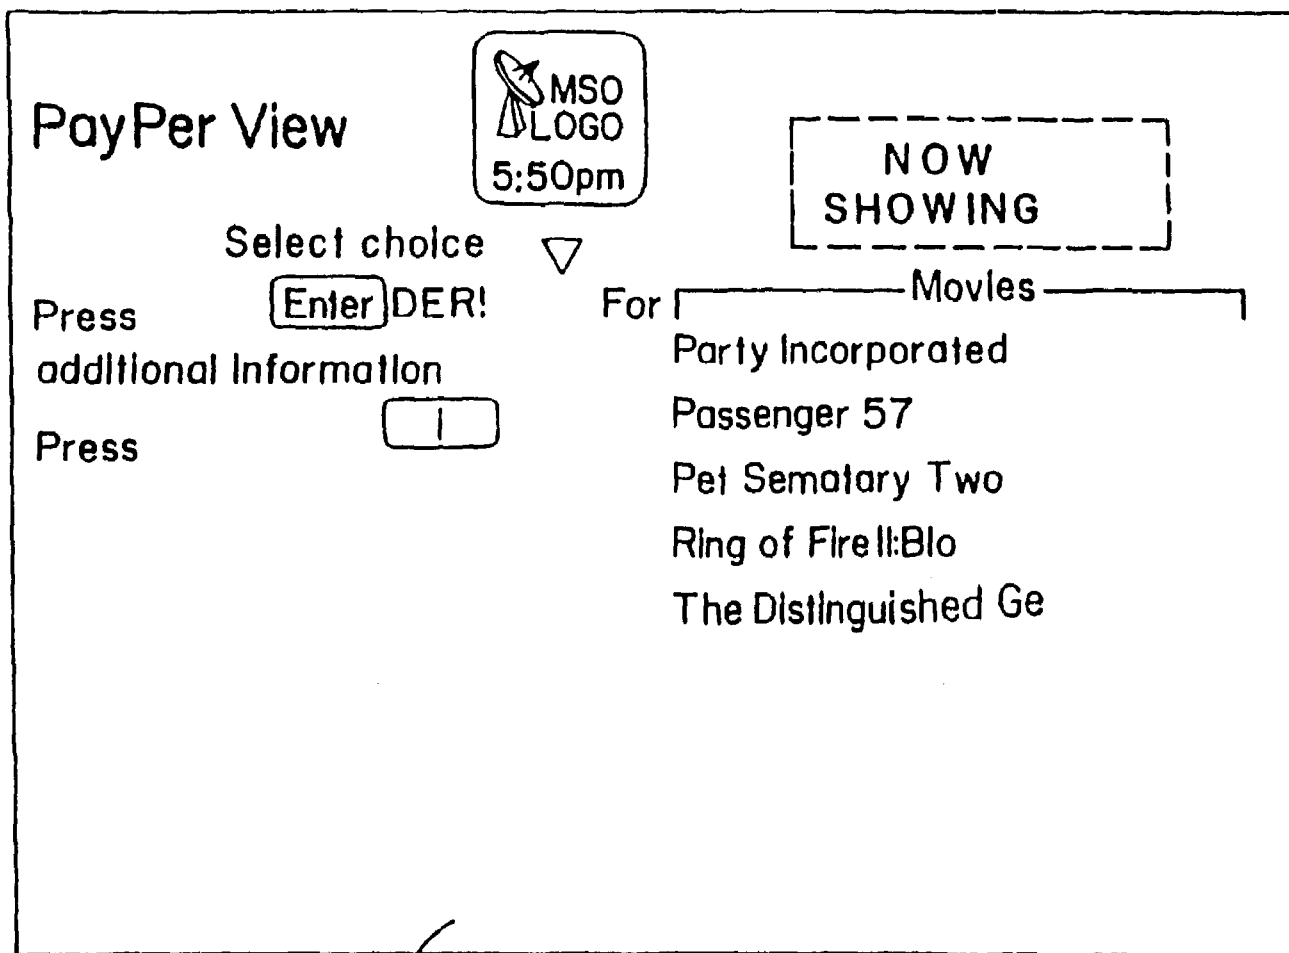 PayPer View
MSO
LOGO
5:50pm
NOW
SHOWING
Select choice
Press Enter DER! For
additional Information
Press I
Movies
Party Incorporated
Passenger 57
Pet Sematary Two
Ring of Fire II:Blo
The Distinguished Ge